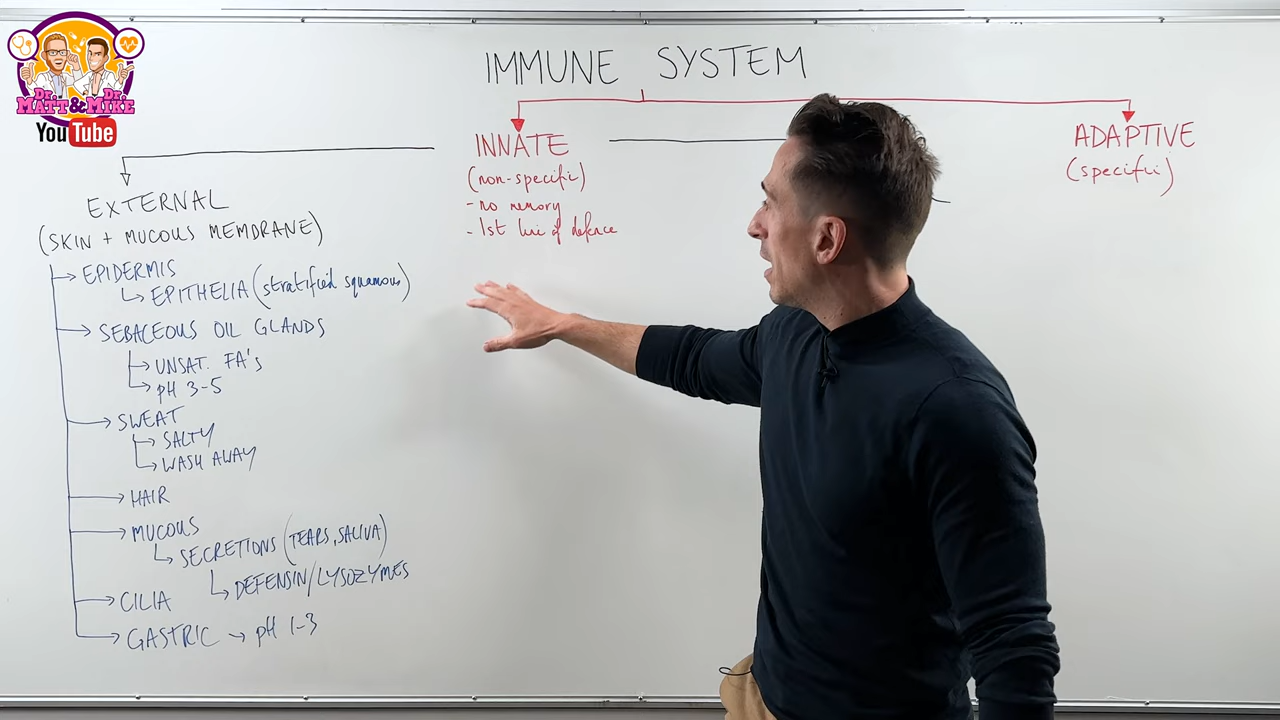 Dr. Dr.
MATT & MIKE
YouTube
IMMUNE SYSTEM
INNATE
(non-specific)
- no memory
- 1st line of defence
ADAPTIVE
(specific)
EXTERNAL
(SKIN + MUCOUS MEMBRANE)
→ EPIDERMIS
↳ EPITHELIA (stratified squamous)
→ SEBACEOUS OIL GLANDS
→ UNSAT. FA's
→ pH 3-5
→ SWEAT
→ SALTY
→ WASH AWAY
→ HAIR
→ MUCOUS
↳ SECRETIONS (TEARS, SALIVA)
↳ DEFENSIN/LYSOZYMES
→ CILIA
→ GASTRIC → pH 1-3